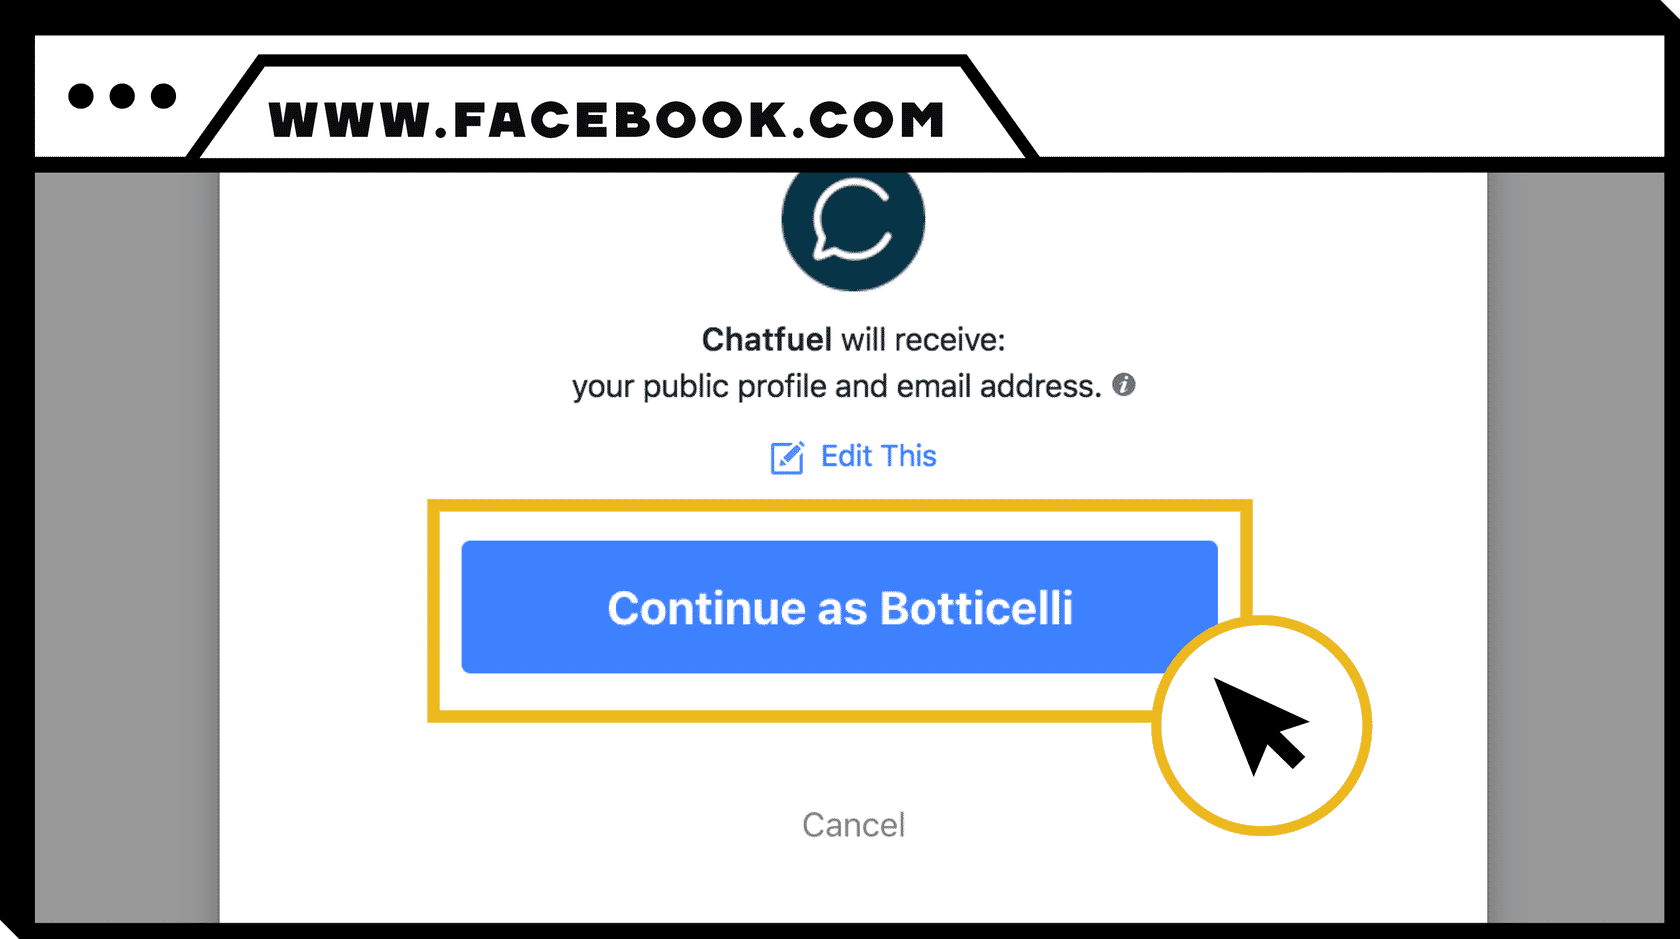 WWW.FACEBOOK.COM
Chatfuel will receive:
your public profile and email address.
Edit This
Continue as Botticelli
Cancel